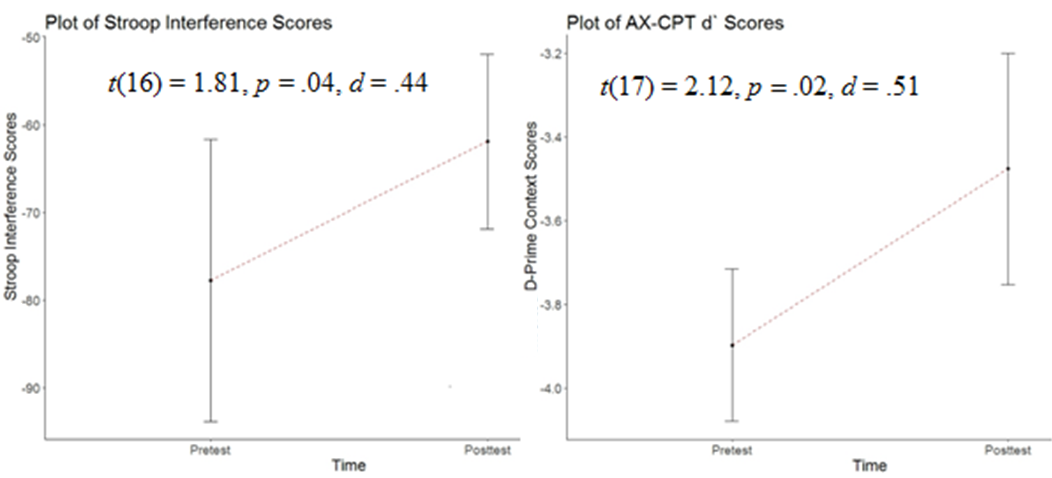 Plot of Stroop Interference Scores
t(16) = 1.81, p = .04, d = .44
Stroop Interference Scores
-50
-60
-70
-80
-90
Pretest
Posttest
Time
Plot of AX-CPT d` Scores
t(17) = 2.12, p = .02, d = .51
D-Prime Context Scores
-3.2
-3.4
-3.6
-3.8
-4.0
Pretest
Posttest
Time